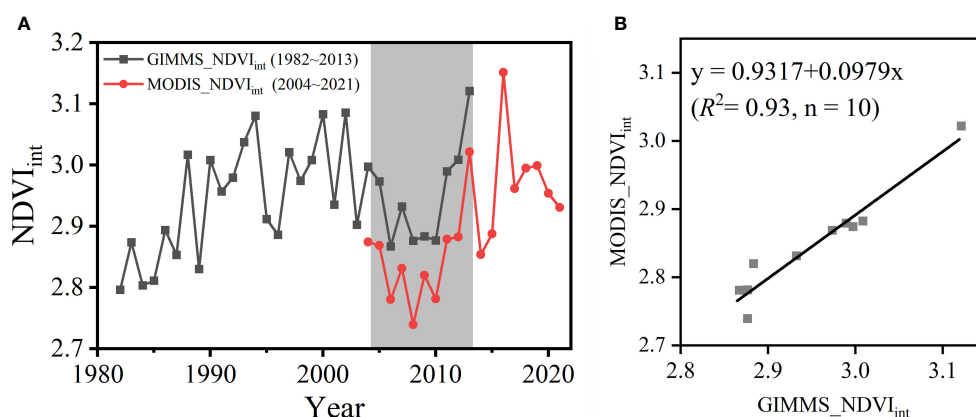 A
NDVIint
3.2
3.1
3.0
2.9
2.8
2.7
GIMMS_NDVIint (1982~2013)
MODIS_NDVIint (2004~2021)
1980 1990 2000 2010 2020
Year
B
MODIS_NDVIint
3.1
3.0
2.9
2.8
2.7
y = 0.9317+0.0979x
(R²= 0.93, n = 10)
2.8 2.9 3.0 3.1
GIMMS_NDVIint